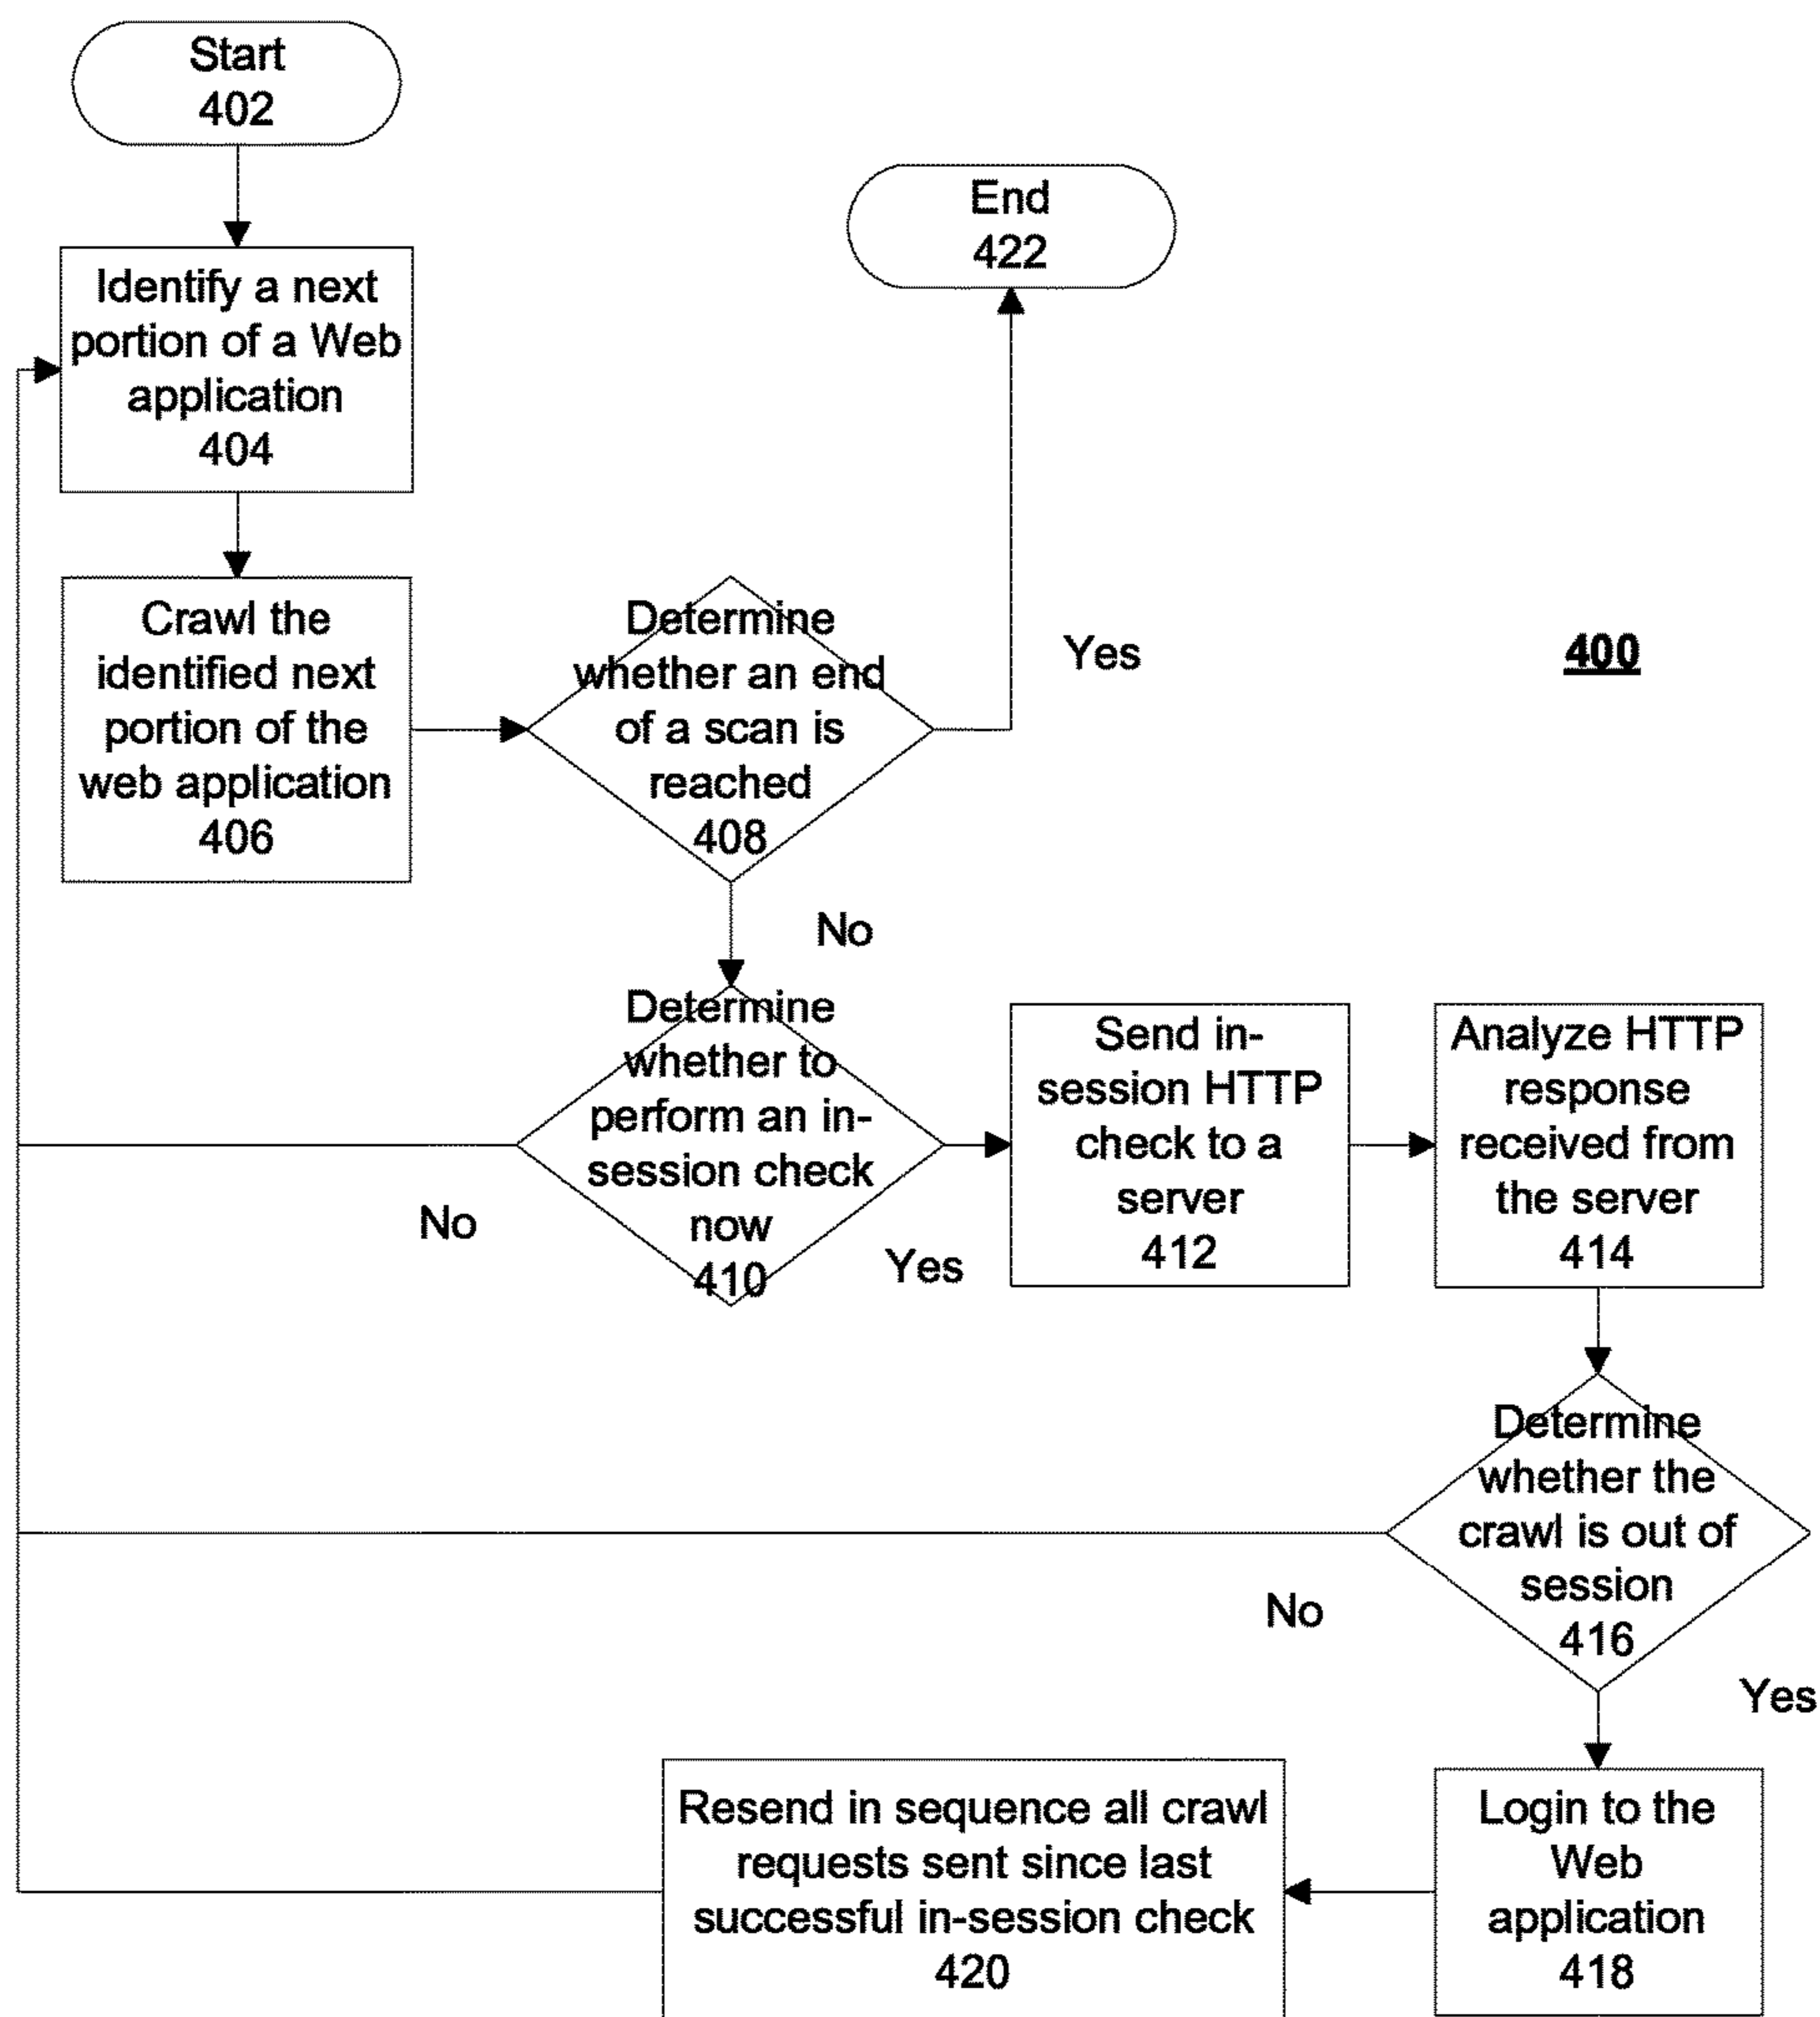 Start
402
End
422
Identify a next
portion of a Web
application
404
Crawl the
identified next
portion of the
web application
406
Determine
whether an end
of a scan is
reached
408
Yes
400
No
Determine
whether to
perform an in-
session check
now
410
No
Yes
Send in-
session HTTP
check to a
server
412
Analyze HTTP
response
received from
the server
414
Determine
whether the
crawl is out of
session
416
No
Yes
Resend in sequence all crawl
requests sent since last
successful in-session check
420
Login to the
Web
application
418